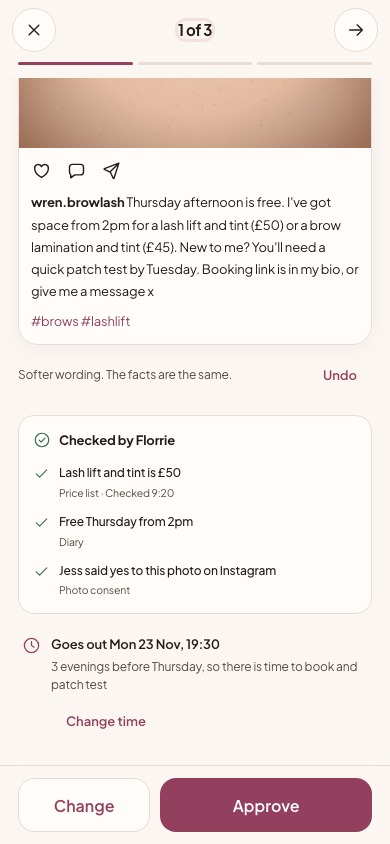 1 of 3
wren.browlash Thursday afternoon is free. I've got
space from 2pm for a lash lift and tint (£50) or a brow
lamination and tint (£45). New to me? You'll need a
quick patch test by Tuesday. Booking link is in my bio, or
give me a message x
#brows #lashlift
Softer wording. The facts are the same.
Undo
Checked by Florrie
Lash lift and tint is £50
Price list · Checked 9:20
Free Thursday from 2pm
Diary
Jess said yes to this photo on Instagram
Photo consent
Goes out Mon 23 Nov, 19:30
3 evenings before Thursday, so there is time to book and
patch test
Change time
Change
Approve